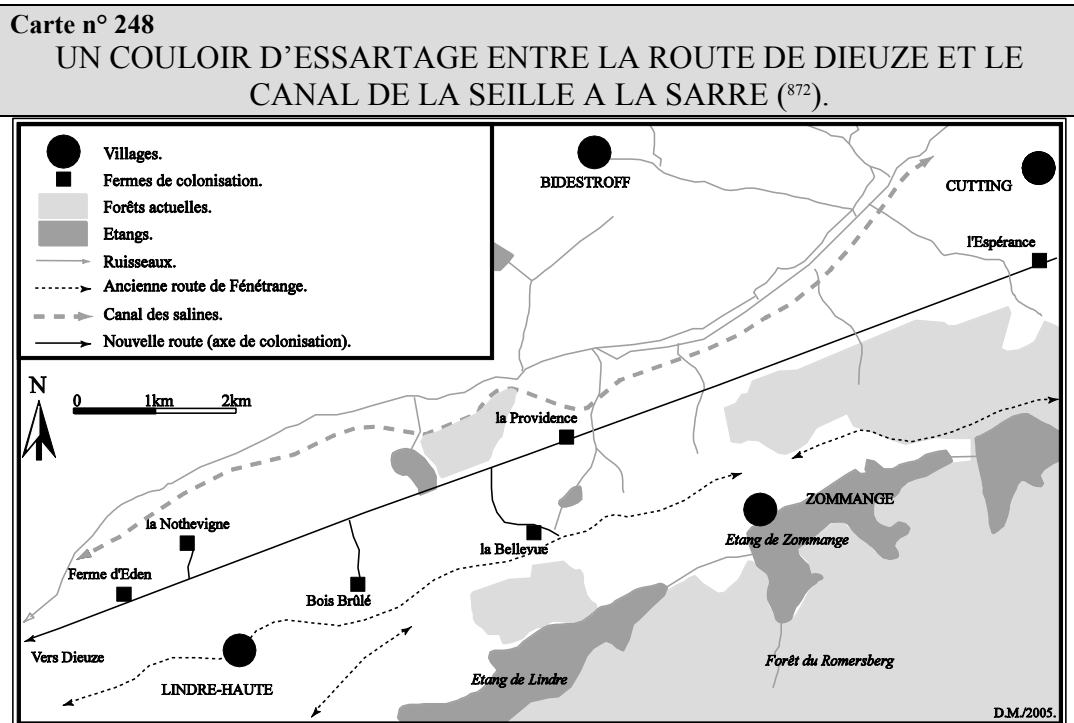 Carte n° 248
UN COULOIR D'ESSARTAGE ENTRE LA ROUTE DE DIEUZE ET LE
CANAL DE LA SEILLE A LA SARRE (872).
Villages.
Fermes de colonisation.
Forêts actuelles.
Etangs.
Ruisseaux.
Ancienne route de Fénétrange.
Canal des salines.
Nouvelle route (axe de colonisation).
BIDESTROFF
CUTTING
l'Espérance
N
0 1km 2km
la Providence
la Nothevigne
ZOMMANGE
Etang de Zommange
la Bellevue
Ferme d'Eden
Bois Brûlé
Vers Dieuze
LINDRE-HAUTE
Etang de Lindre
Forêt du Romersberg
D.M./2005.